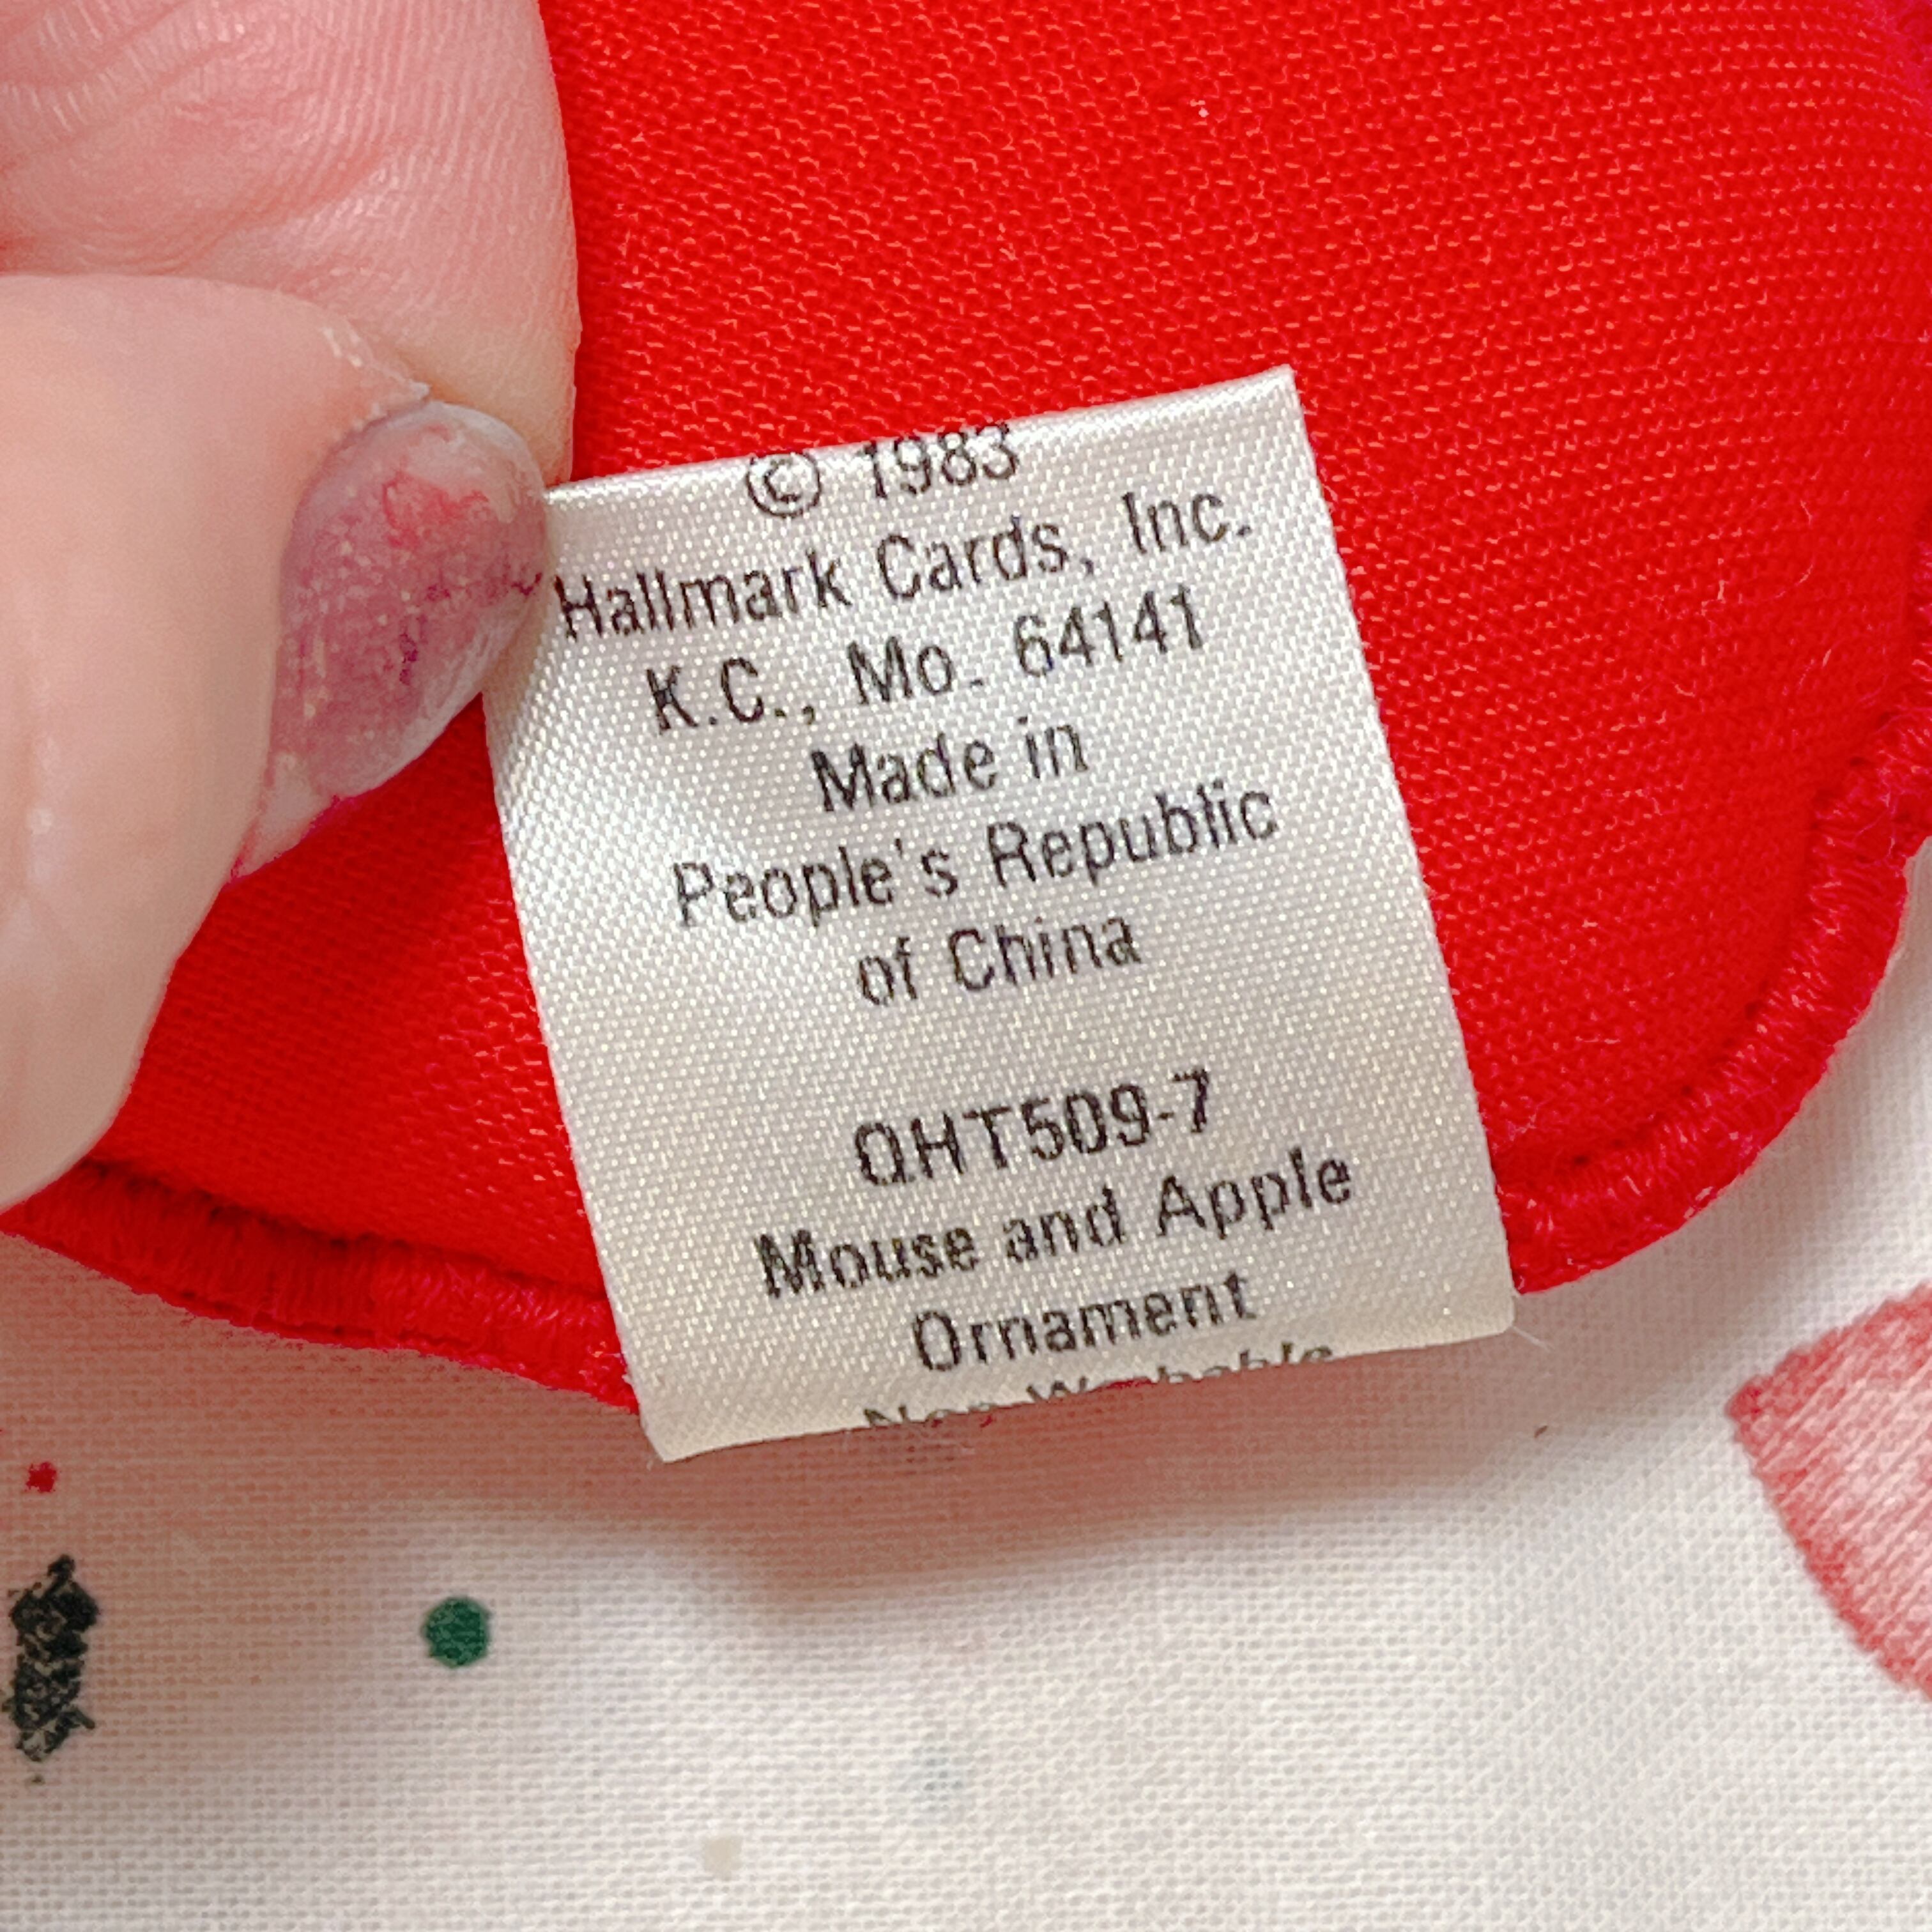 © 1983
Hallmark Cards, Inc.
K.C., Mo. 64141
Made in
People's Republic
of China
QHT509-7
Mouse and Apple
Ornament